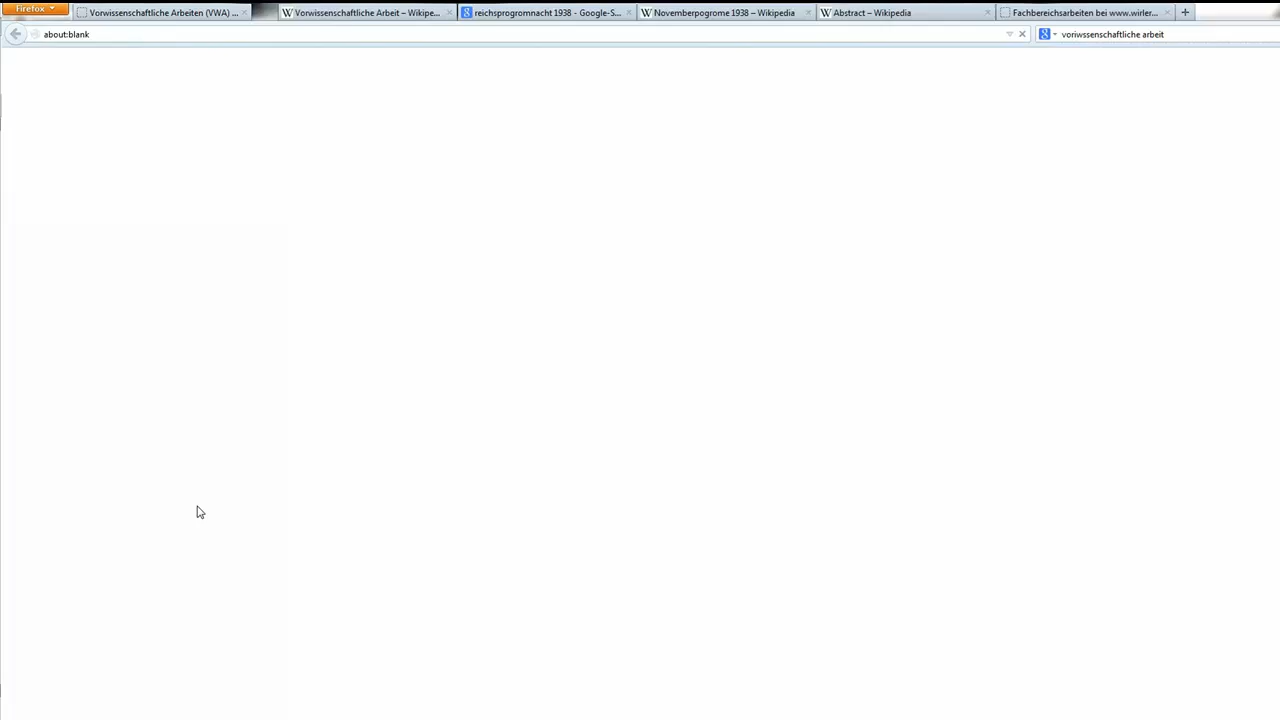 Firefox
Vorwissenschaftliche Arbeiten (VWA) ...
Vorwissenschaftliche Arbeit – Wikipe...
reichsprogromnacht 1938 - Google-S...
Novemberpogrome 1938 – Wikipedia
Abstract – Wikipedia
Fachbereichsarbeiten bei www.wirler...
about:blank
voriwssenschaftliche arbeit